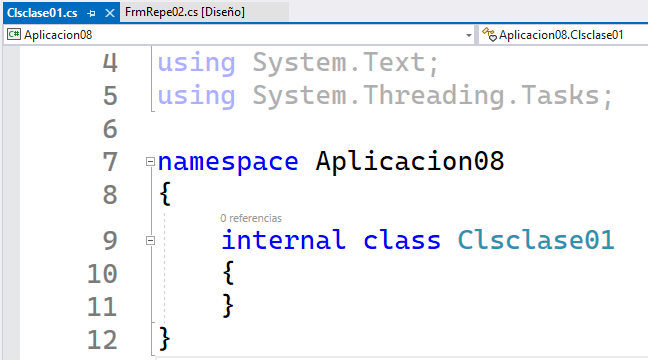 Clsclase01.cs
FrmRepe02.cs [Diseño]
C# Aplicacion08
Aplicacion08.Clsclase01
4 using System.Text;
5 using System.Threading.Tasks;
6
7 namespace Aplicacion08
8 {
0 referencias
9 internal class Clsclase01
10 {
11 }
12 }